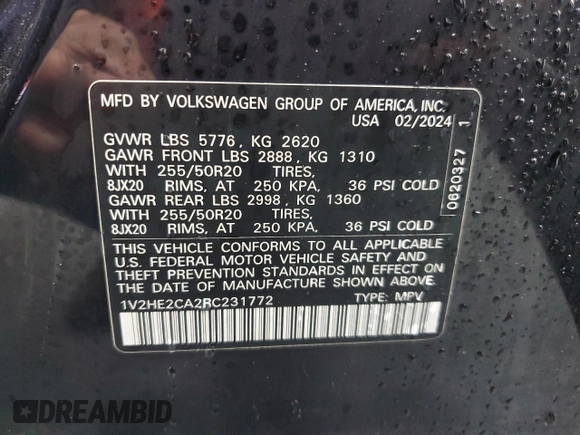 MFD BY VOLKSWAGEN GROUP OF AMERICA, INC.
USA 02/2024
GVWR LBS 5776, KG 2620
GAWR FRONT LBS 2888, KG 1310
WITH 255/50R20 TIRES,
8JX20 RIMS, AT 250 KPA, 36 PSI COLD
GAWR REAR LBS 2998, KG 1360
WITH 255/50R20 TIRES,
8JX20 RIMS, AT 250 KPA, 36 PSI COLD
THIS VEHICLE CONFORMS TO ALL APPLICABLE
U.S. FEDERAL MOTOR VEHICLE SAFETY AND
THEFT PREVENTION STANDARDS IN EFFECT ON
THE DATE OF MANUFACTURE SHOWN ABOVE.
1V2HE2CA2RC231772 TYPE: MPV
0620327 1
DREAMBID